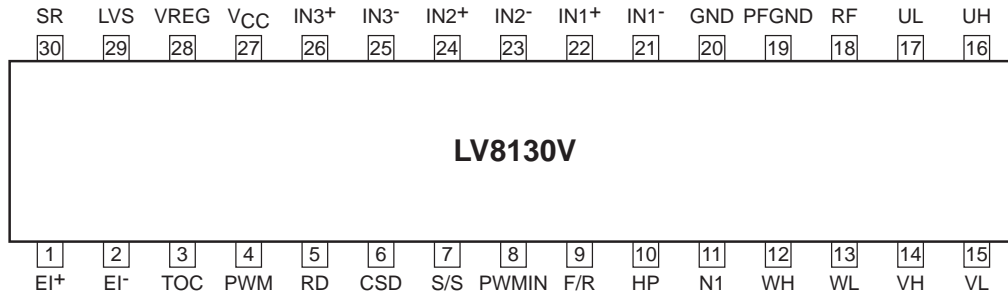 SR LVS VREG VCC IN3+ IN3- IN2+ IN2- IN1+ IN1- GND PFGND RF UL UH
30 29 28 27 26 25 24 23 22 21 20 19 18 17 16
LV8130V
1 2 3 4 5 6 7 8 9 10 11 12 13 14 15
EI+ EI- TOC PWM RD CSD S/S PWMIN F/R HP N1 WH WL VH VL